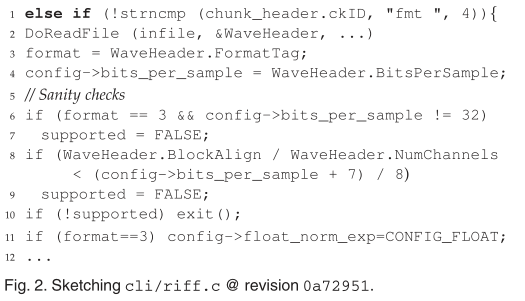 1 else if (!strncmp (chunk_header.ckID, "fmt ", 4)){
2 DoReadFile (infile, &WaveHeader, ...)
3 format = WaveHeader.FormatTag;
4 config->bits_per_sample = WaveHeader.BitsPerSample;
5 // Sanity checks
6 if (format == 3 && config->bits_per_sample != 32)
7 supported = FALSE;
8 if (WaveHeader.BlockAlign / WaveHeader.NumChannels
< (config->bits_per_sample + 7) / 8)
9 supported = FALSE;
10 if (!supported) exit();
11 if (format==3) config->float_norm_exp=CONFIG_FLOAT;
12 ...
Fig. 2. Sketching cli/riff.c @ revision 0a72951.